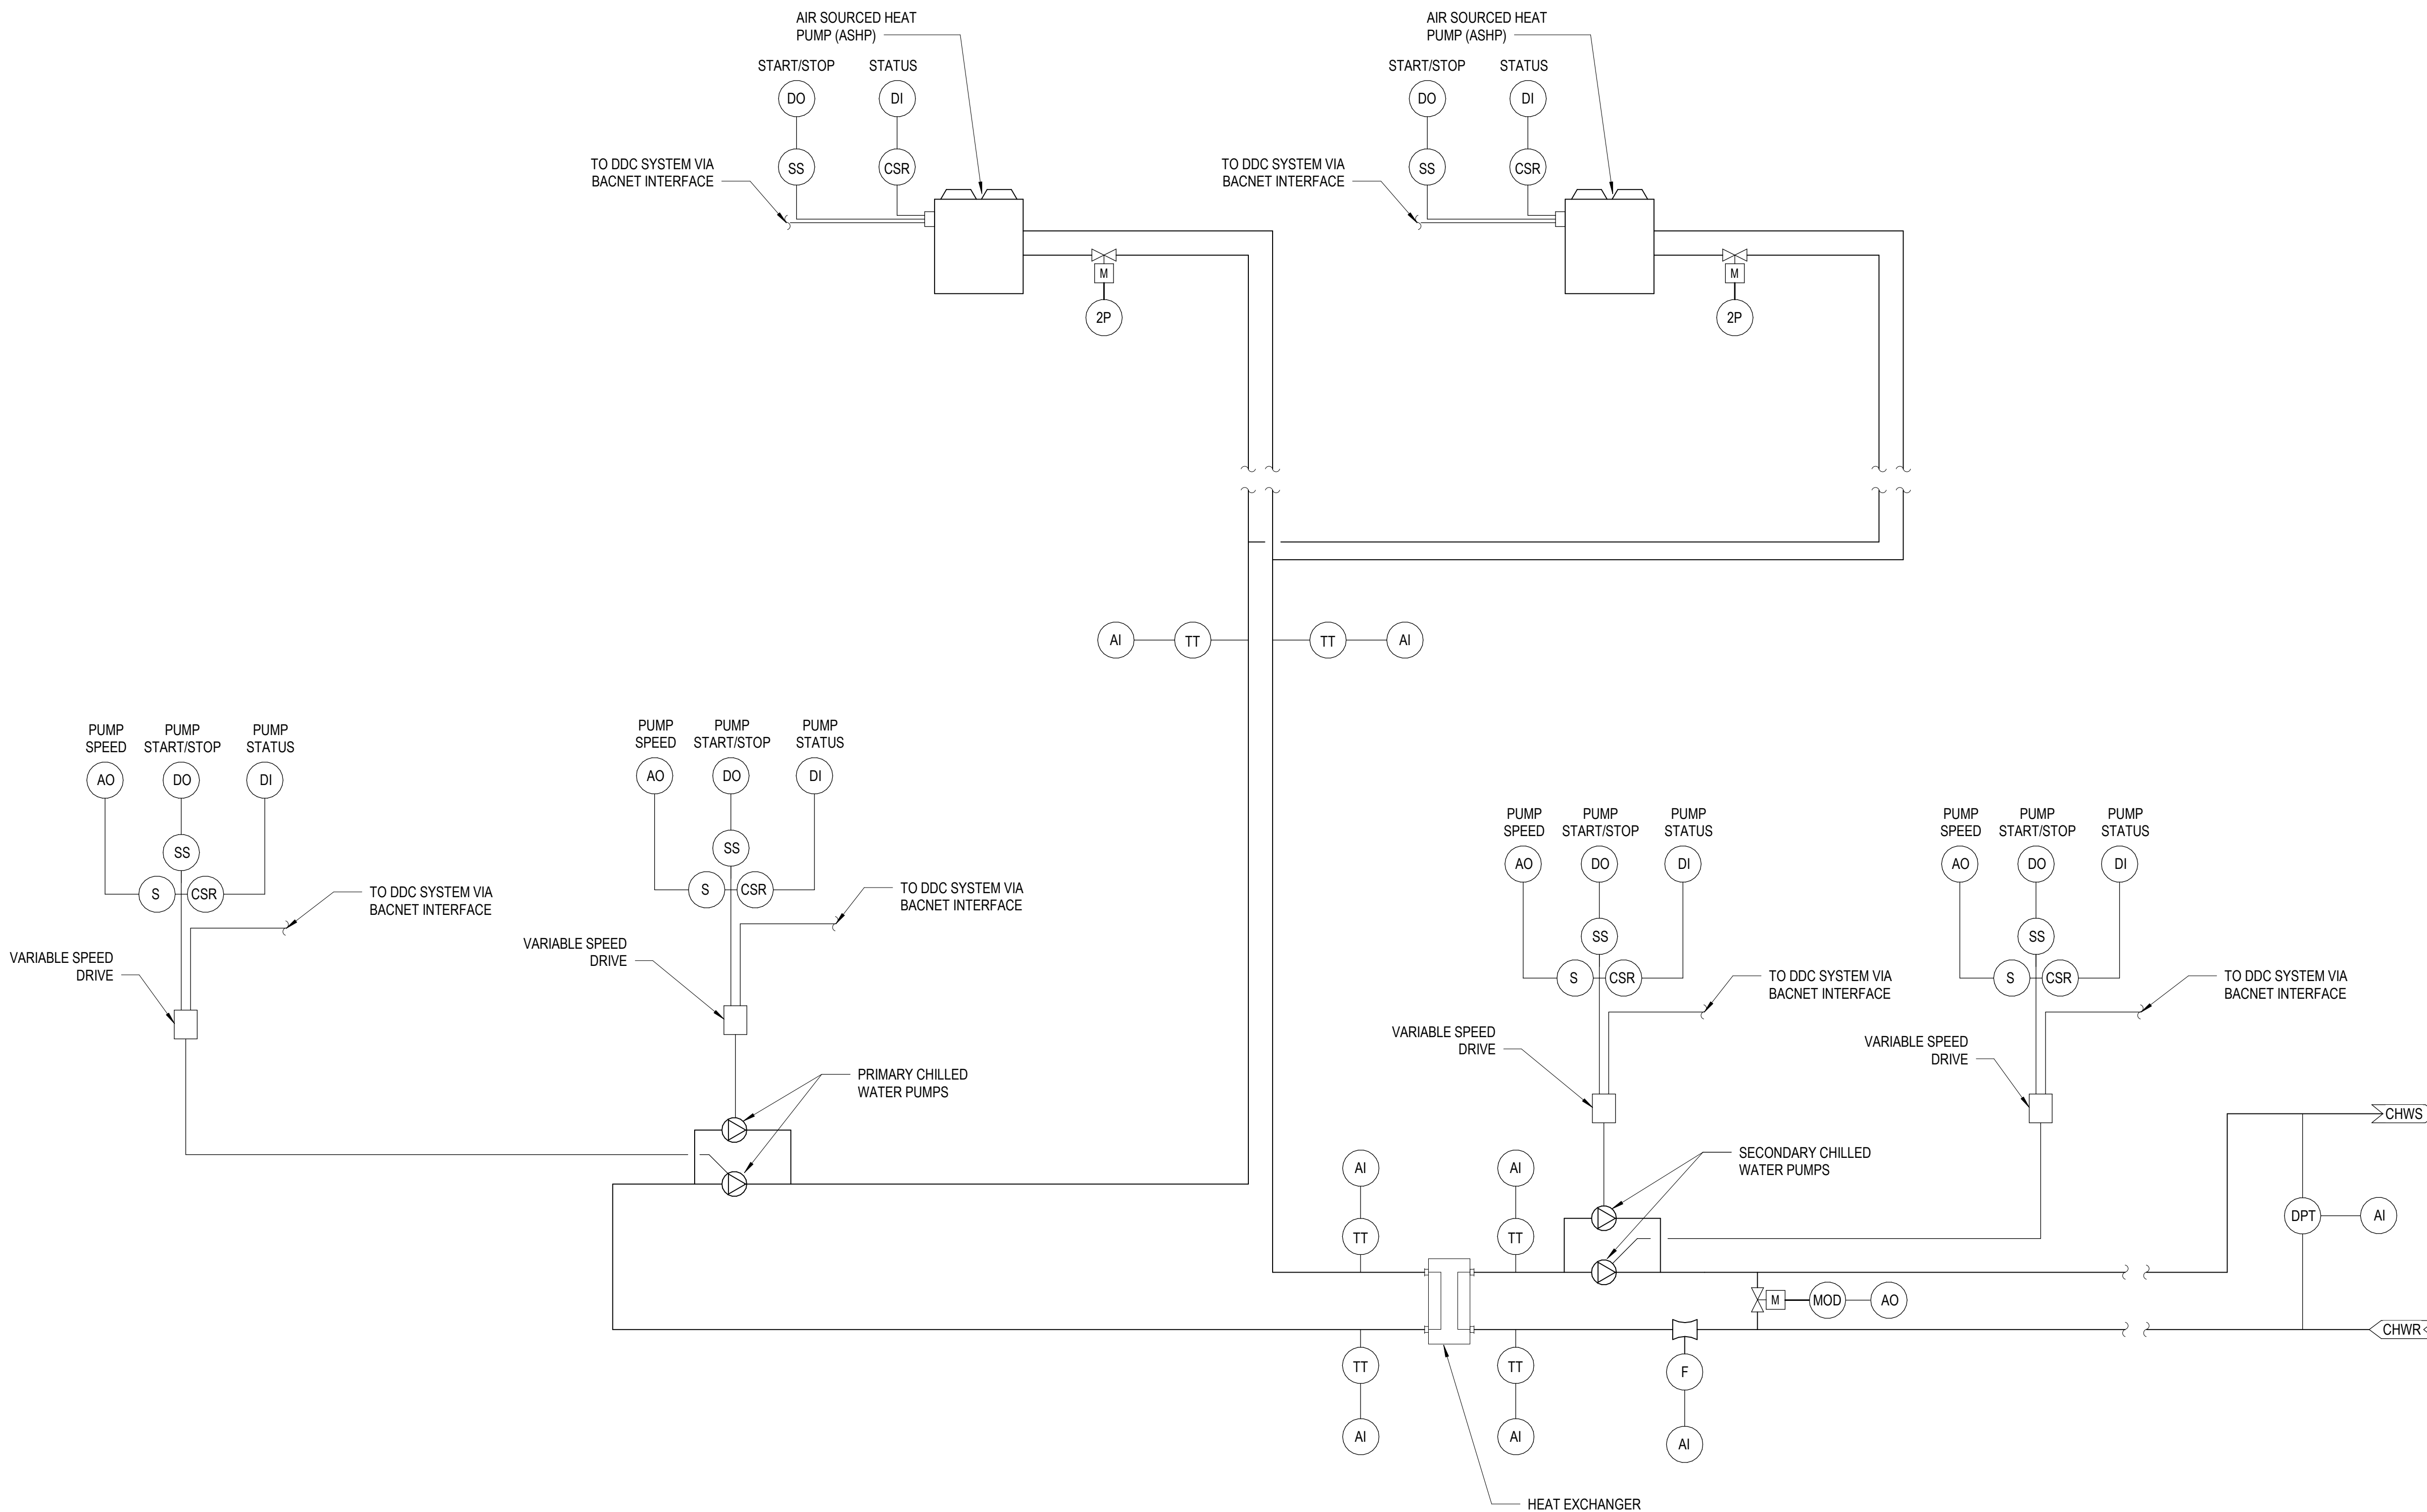 AIR SOURCED HEAT
PUMP (ASHP)
START/STOP
STATUS
DO
DI
TO DDC SYSTEM VIA
BACNET INTERFACE
SS
CSR
M
2P
AIR SOURCED HEAT
PUMP (ASHP)
START/STOP
STATUS
DO
DI
TO DDC SYSTEM VIA
BACNET INTERFACE
SS
CSR
M
2P
AI
TT
TT
AI
PUMP
SPEED
PUMP
START/STOP
PUMP
STATUS
AO
DO
DI
SS
S
CSR
TO DDC SYSTEM VIA
BACNET INTERFACE
VARIABLE SPEED
DRIVE
PUMP
SPEED
PUMP
START/STOP
PUMP
STATUS
AO
DO
DI
SS
S
CSR
TO DDC SYSTEM VIA
BACNET INTERFACE
VARIABLE SPEED
DRIVE
PRIMARY CHILLED
WATER PUMPS
PUMP
SPEED
PUMP
START/STOP
PUMP
STATUS
AO
DO
DI
SS
S
CSR
TO DDC SYSTEM VIA
BACNET INTERFACE
VARIABLE SPEED
DRIVE
PUMP
SPEED
PUMP
START/STOP
PUMP
STATUS
AO
DO
DI
SS
S
CSR
TO DDC SYSTEM VIA
BACNET INTERFACE
VARIABLE SPEED
DRIVE
SECONDARY CHILLED
WATER PUMPS
CHWS
AI
AI
TT
TT
DPT
AI
M
MOD
AO
CHWR
TT
TT
F
AI
AI
AI
HEAT EXCHANGER